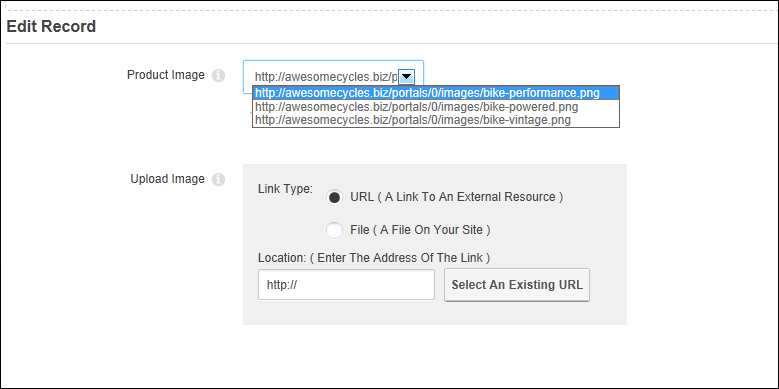 Edit Record
Product Image
http://awesomecycles.biz/p
http://awesomecycles.biz/portals/0/images/bike-performance.png
http://awesomecycles.biz/portals/0/images/bike-powered.png
http://awesomecycles.biz/portals/0/images/bike-vintage.png
Upload Image
Link Type:
URL ( A Link To An External Resource )
File ( A File On Your Site )
Location: ( Enter The Address Of The Link )
http://
Select An Existing URL